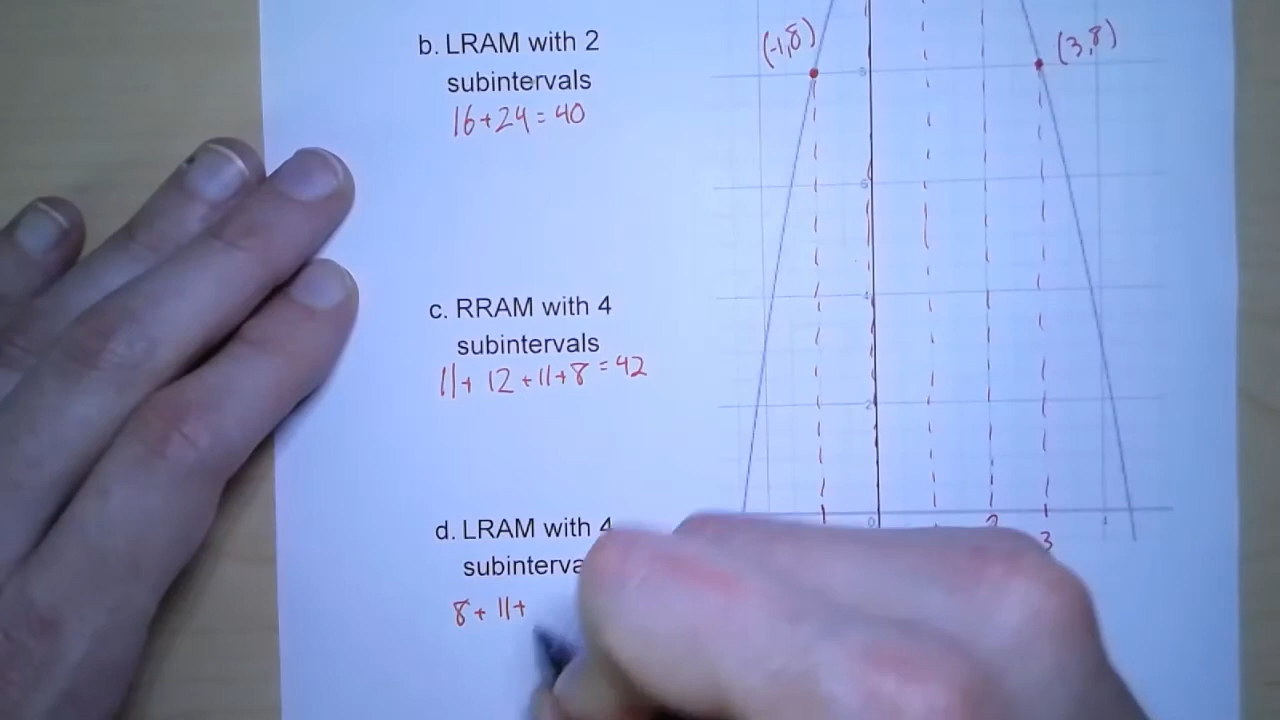 b. LRAM with 2
subintervals
16+24=40
(-1,8)
(3,8)
c. RRAM with 4
subintervals
11+ 12 +11+8 =42
2
d. LRAM with 4
subinterva
8+ 11+
0
2
3